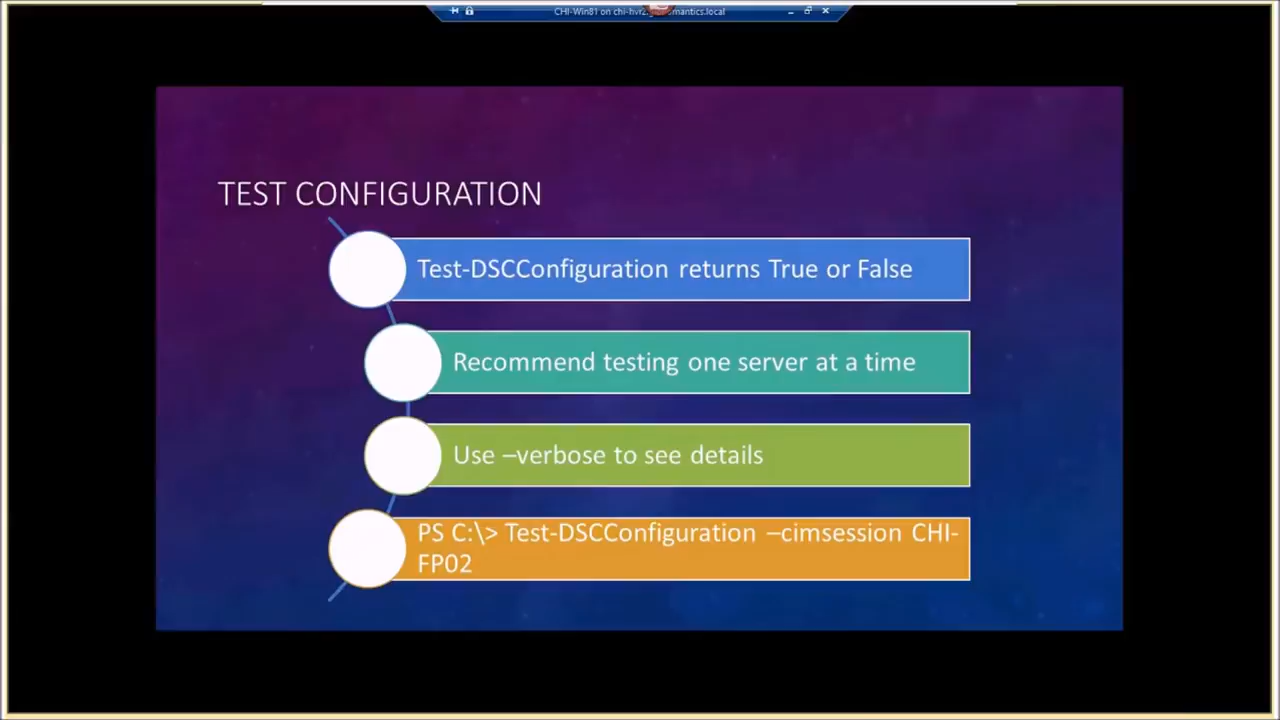 CHI-Win81 on chi-hvr2.
mantics.local
TEST CONFIGURATION
Test-DSCConfiguration returns True or False
Recommend testing one server at a time
Use –verbose to see details
PS C:\> Test-DSCConfiguration –cimsession CHI-
FP02